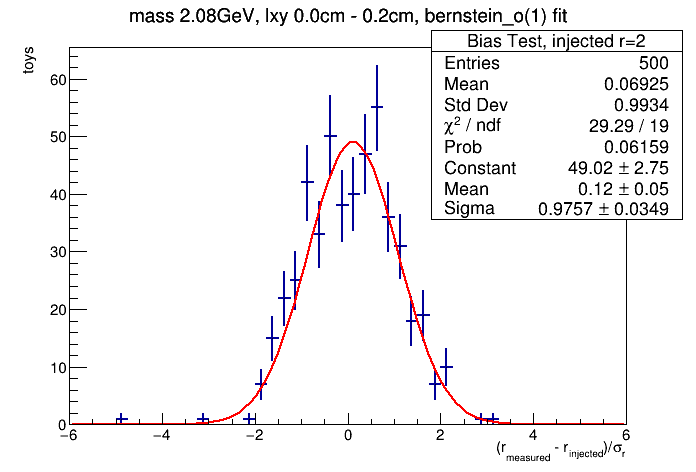 mass 2.08GeV, lxy 0.0cm - 0.2cm, bernstein_o(1) fit
toys
Bias Test, injected r=2
Entries 500
Mean 0.06925
Std Dev 0.9934
χ² / ndf 29.29 / 19
Prob 0.06159
Constant 49.02 ± 2.75
Mean 0.12 ± 0.05
Sigma 0.9757 ± 0.0349
60
50
40
30
20
10
0
−6 −4 −2 0 2 4 6
(r_measured - r_injected)/σ_r